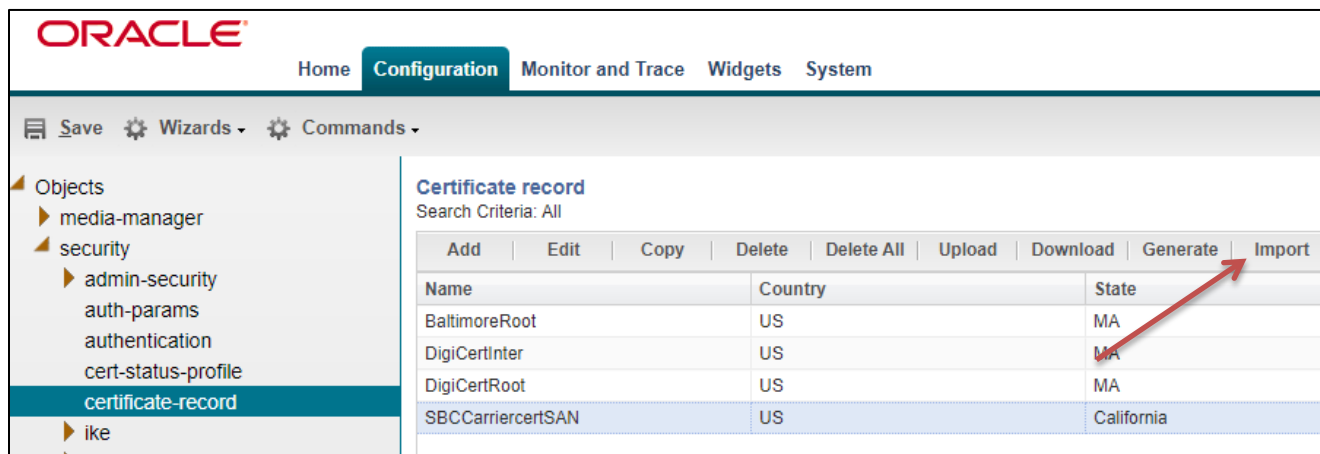 ORACLE
Home Configuration Monitor and Trace Widgets System
Save Wizards Commands
Objects
media-manager
security
admin-security
auth-params
authentication
cert-status-profile
certificate-record
ike
Certificate record
Search Criteria: All
Add Edit Copy Delete Delete All Upload Download Generate Import
Name Country State
BaltimoreRoot US MA
DigiCertInter US MA
DigiCertRoot US MA
SBCCarriercertSAN US California